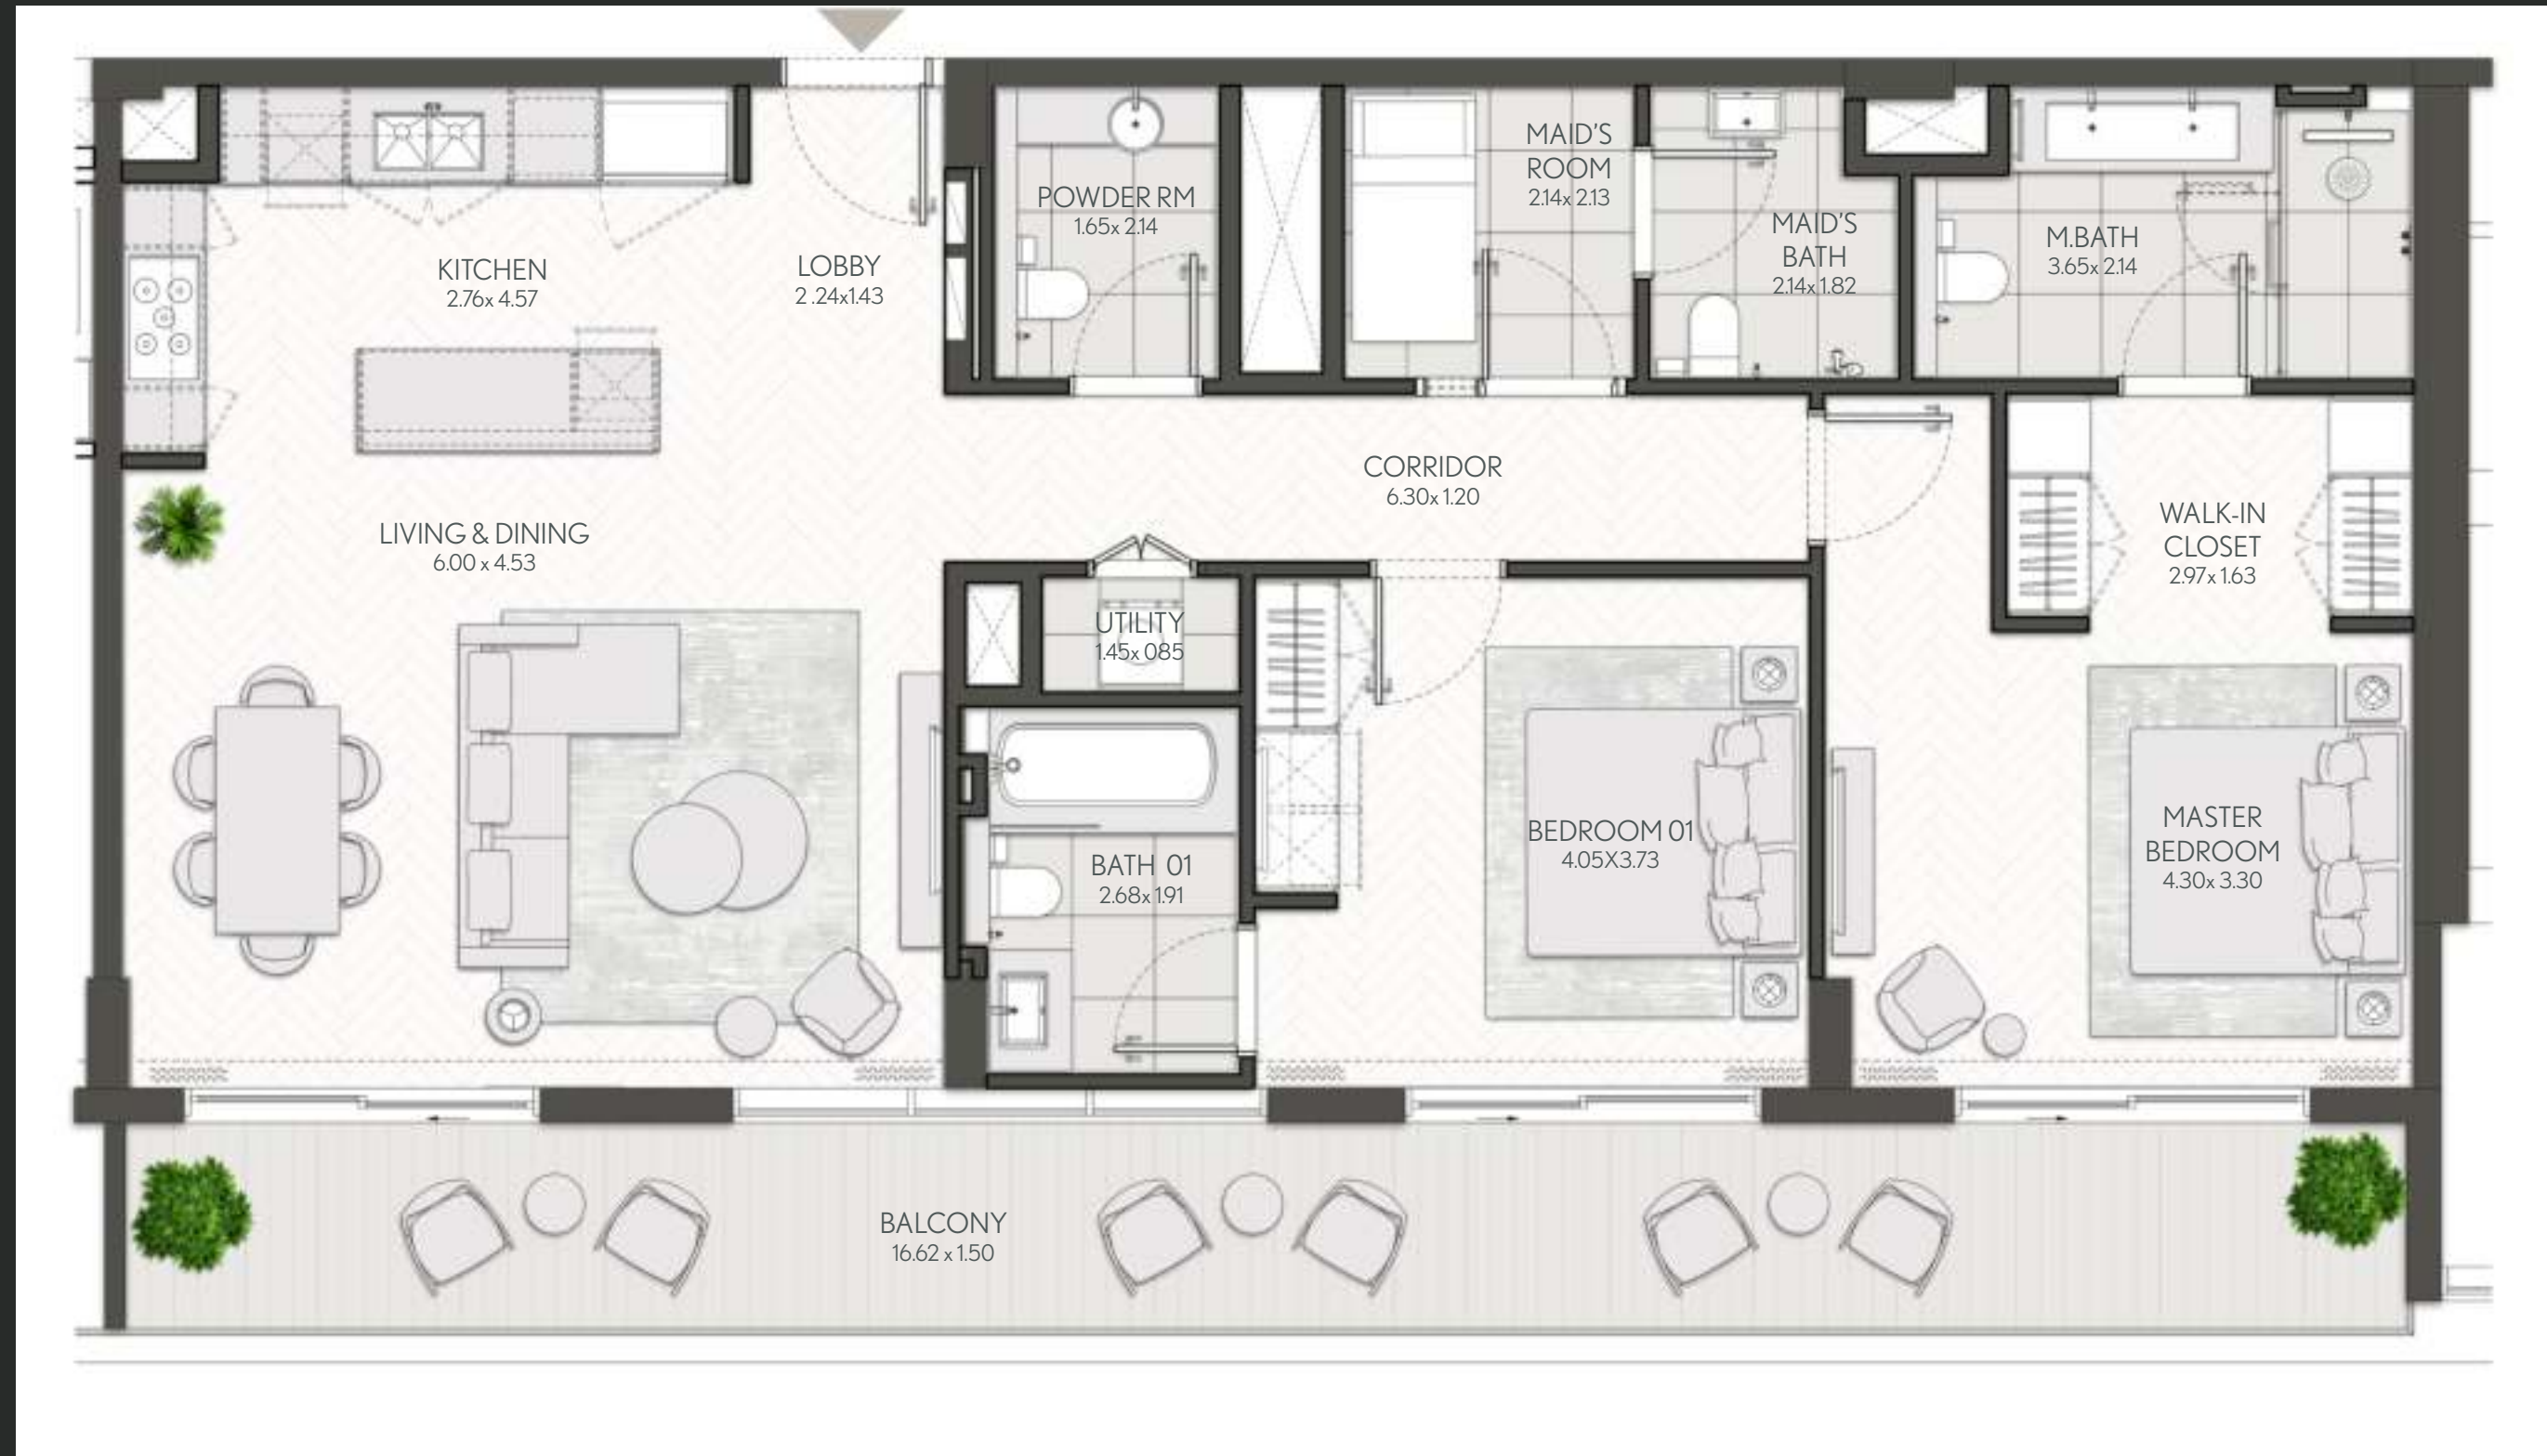 KITCHEN
2.76x 4.57
LOBBY
2 .24x1.43
POWDER RM
1.65x 2.14
MAID'S
ROOM
2.14x 2.13
MAID'S
BATH
2.14x 1.82
M.BATH
3.65x 2.14
CORRIDOR
6.30x 1.20
LIVING & DINING
6.00 x 4.53
WALK-IN
CLOSET
2.97x 1.63
UTILITY
1.45x 085
BATH 01
2.68x 1.91
BEDROOM 01
4.05X3.73
MASTER
BEDROOM
4.30x 3.30
BALCONY
16.62 x 1.50